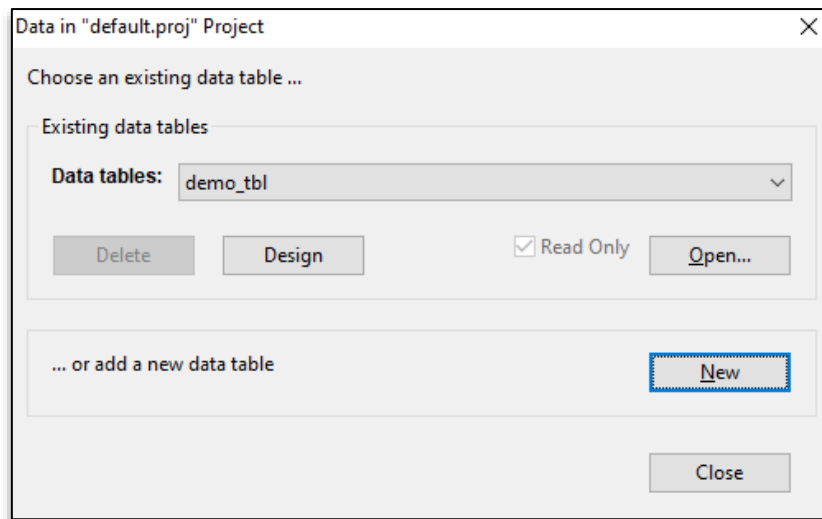 Data in "default.proj" Project
Choose an existing data table ...
Existing data tables
Data tables: demo_tbl
Delete Design Read Only Open...
... or add a new data table New
Close